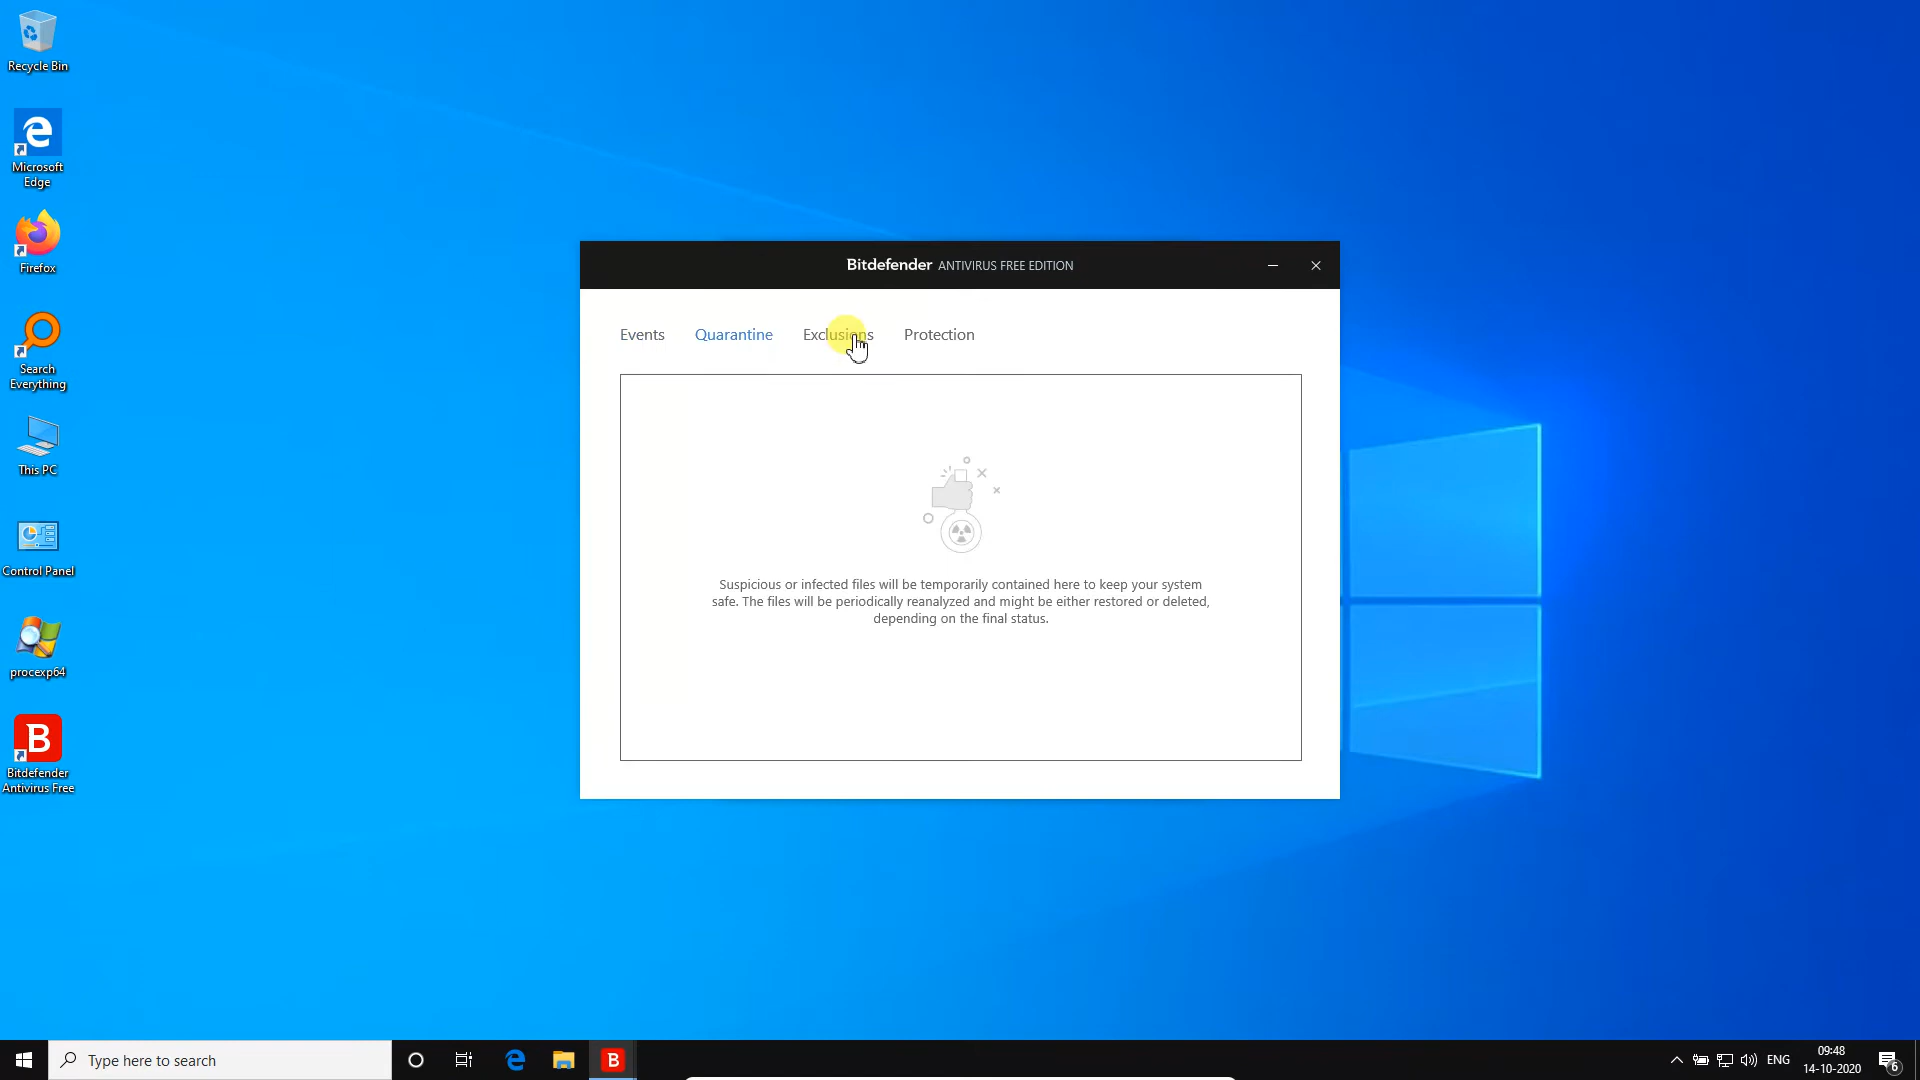 Recycle Bin
Microsoft
Edge
Firefox
Search
Everything
This PC
Control Panel
procexp64
B
Bitdefender
Antivirus Free
Bitdefender ANTIVIRUS FREE EDITION
Events Quarantine Exclusions Protection
Suspicious or infected files will be temporarily contained here to keep your system
safe. The files will be periodically reanalyzed and might be either restored or deleted,
depending on the final status.
Type here to search
B
ENG
09:48
14-10-2020
6